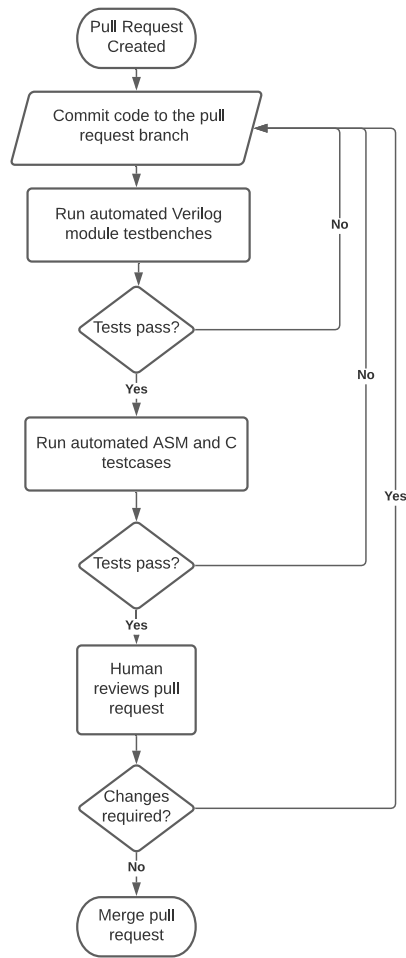 Pull Request
Created
Commit code to the pull
request branch
Run automated Verilog
module testbenches
No
Tests pass?
Yes
No
Run automated ASM and C
testcases
Yes
Tests pass?
Yes
Human
reviews pull
request
Changes
required?
No
Merge pull
request